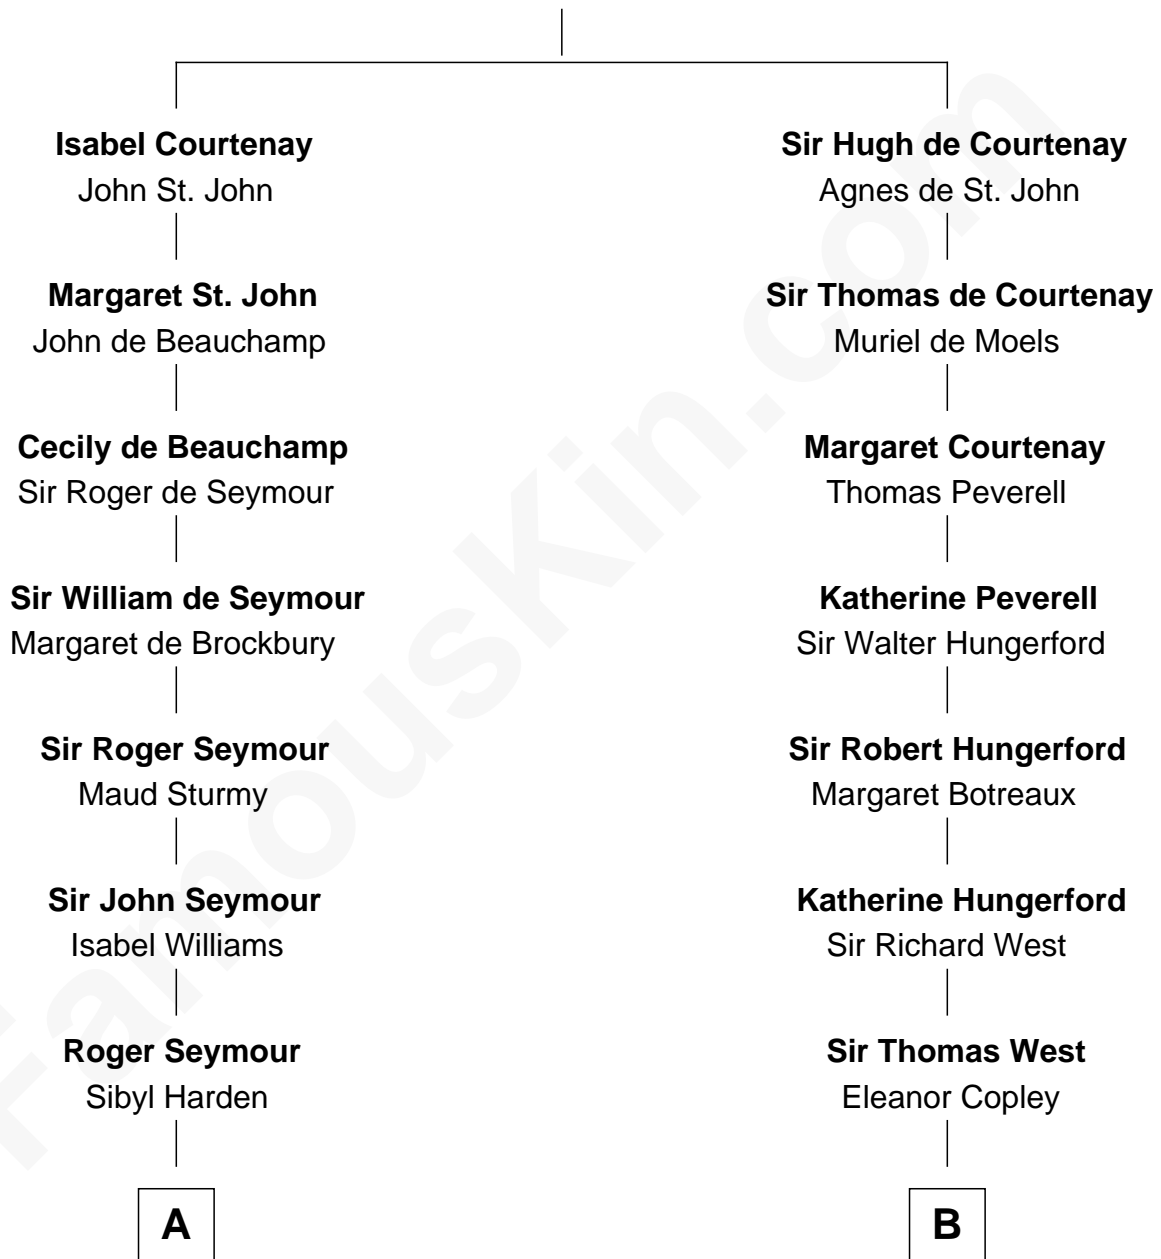 Isabel Courtenay
John St. John
Margaret St. John
John de Beauchamp
Cecily de Beauchamp
Sir Roger de Seymour
Sir William de Seymour
Margaret de Brockbury
Sir Roger Seymour
Maud Sturmy
Sir John Seymour
Isabel Williams
Roger Seymour
Sibyl Harden
A
Sir Hugh de Courtenay
Agnes de St. John
Sir Thomas de Courtenay
Muriel de Moels
Margaret Courtenay
Thomas Peverell
Katherine Peverell
Sir Walter Hungerford
Sir Robert Hungerford
Margaret Botreaux
Katherine Hungerford
Sir Richard West
Sir Thomas West
Eleanor Copley
B
FamousKin.com